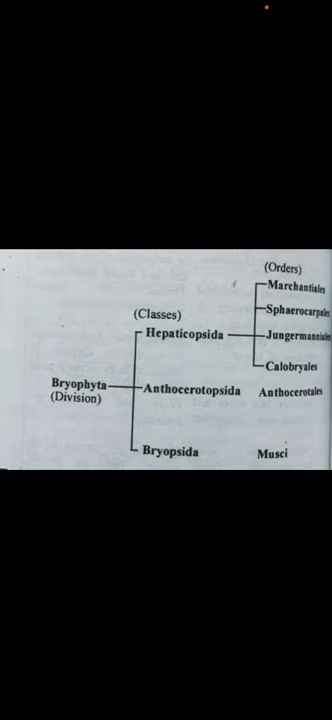 (Orders)
Marchantiales
(Classes)
Sphaerocarpales
Hepaticopsida
Jungermanniales
Calobryales
Bryophyta
(Division)
Anthocerotopsida
Anthocerotales
Bryopsida
Musci